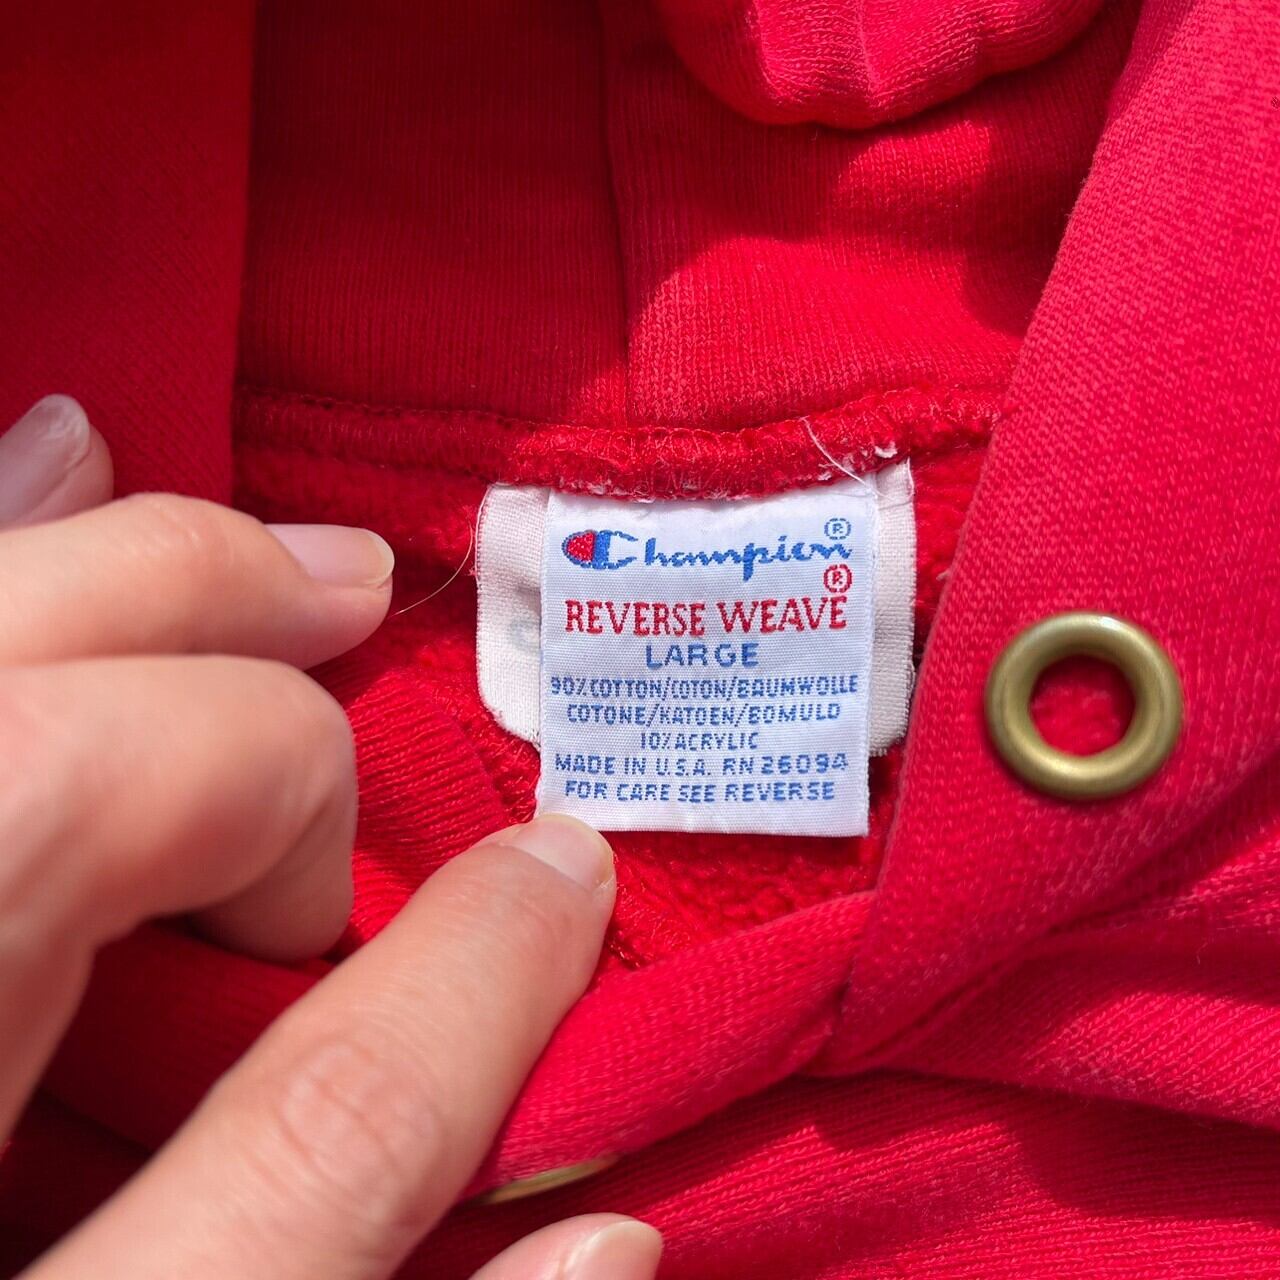 Champion®
REVERSE WEAVE®
LARGE
90% COTTON/COTON/BAUMWOLLE
COTONE/KATOEN/BOMULD
10% ACRYLIC
MADE IN U.S.A. RN 26094
FOR CARE SEE REVERSE